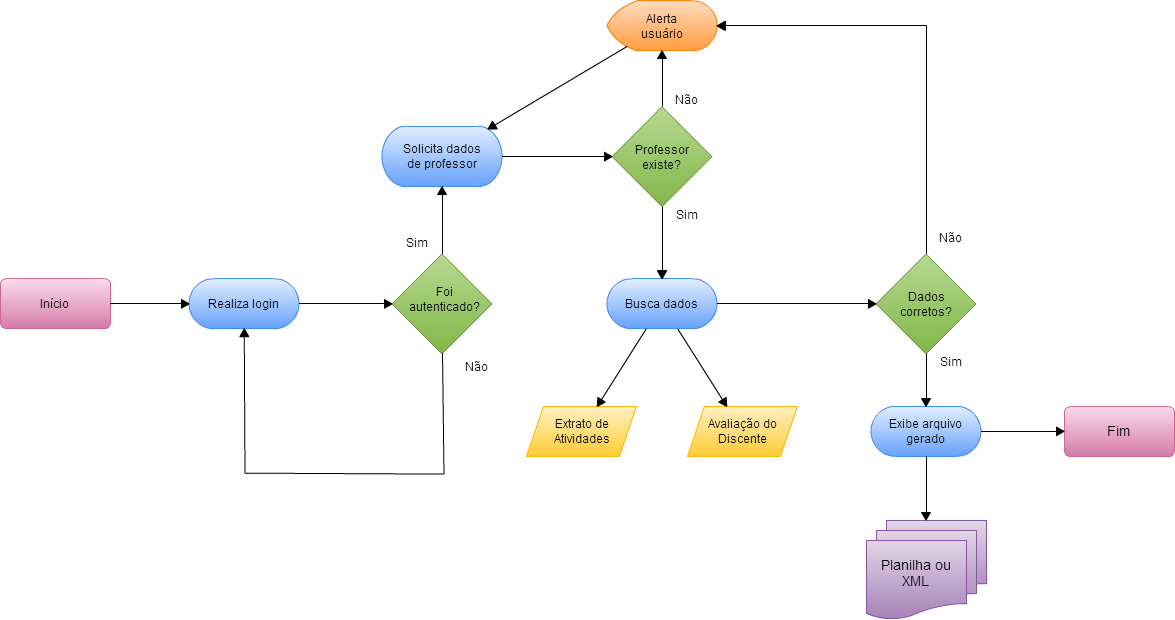 Alerta
usuário
Não
Solicita dados
de professor
Professor
existe?
Sim
Sim
Não
Início
Realiza login
Foi
autenticado?
Busca dados
Dados
corretos?
Não
Sim
Extrato de
Atividades
Avaliação do
Discente
Exibe arquivo
gerado
Fim
Planilha ou
XML